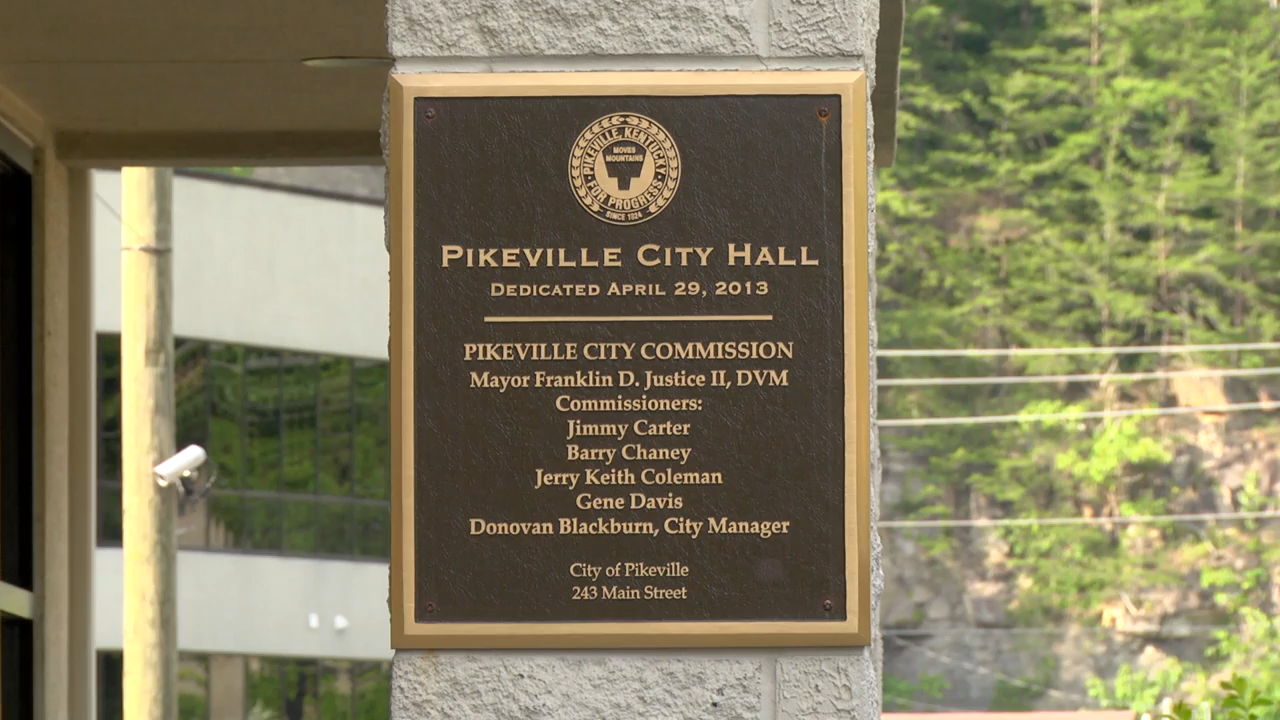 PIKEVILLE, KENTUCKY
MOVES
MOUNTAINS
FOR PROGRESS
SINCE 1824
PIKEVILLE CITY HALL
DEDICATED APRIL 29, 2013
PIKEVILLE CITY COMMISSION
Mayor Franklin D. Justice II, DVM
Commissioners:
Jimmy Carter
Barry Chaney
Jerry Keith Coleman
Gene Davis
Donovan Blackburn, City Manager
City of Pikeville
243 Main Street